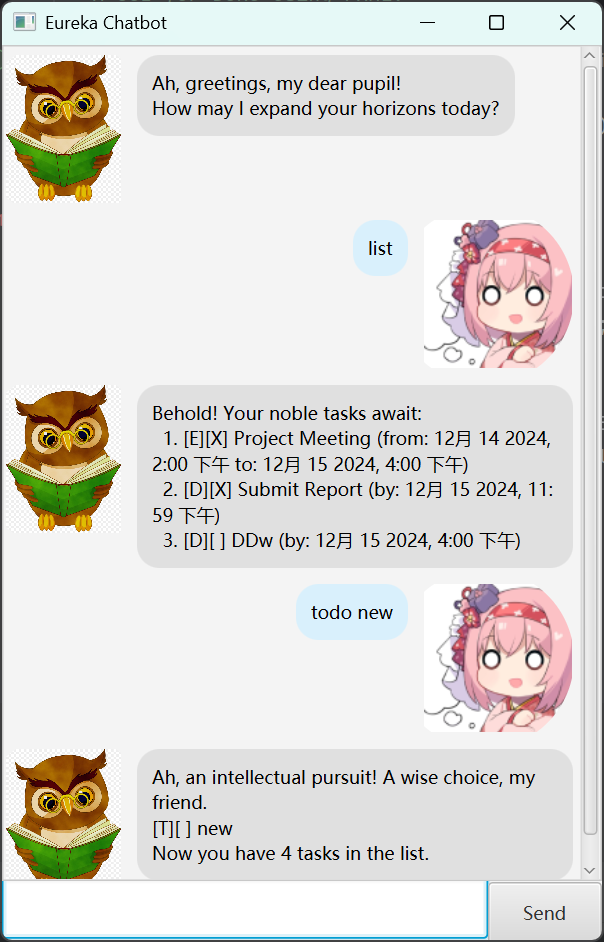 Eureka Chatbot
Ah, greetings, my dear pupil!
How may I expand your horizons today?
list
Behold! Your noble tasks await:
1. [E][X] Project Meeting (from: 12月 14 2024,
2:00 下午 to: 12月 15 2024, 4:00 下午)
2. [D][X] Submit Report (by: 12月 15 2024, 11:
59 下午)
3. [D][ ] DDw (by: 12月 15 2024, 4:00 下午)
todo new
Ah, an intellectual pursuit! A wise choice, my
friend.
[T][ ] new
Now you have 4 tasks in the list.
Send